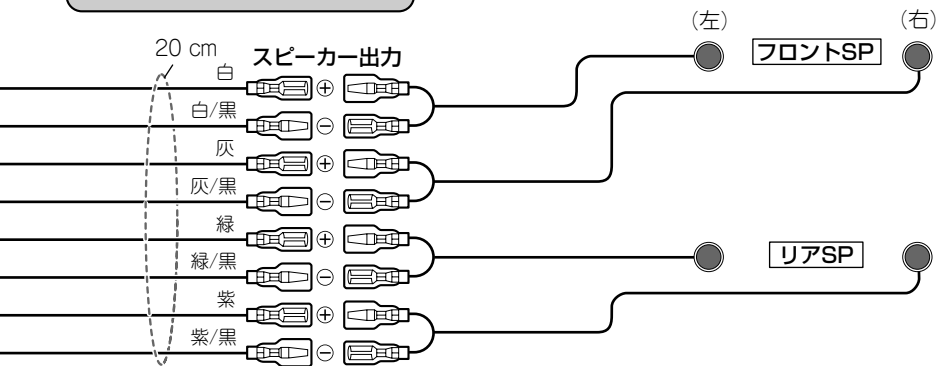 (左)
(右)
20 cm
スピーカー出力
フロントSP
白
⊕
白/黒
⊖
灰
⊕
灰/黒
⊖
緑
⊕
緑/黒
⊖
リアSP
紫
⊕
紫/黒
⊖